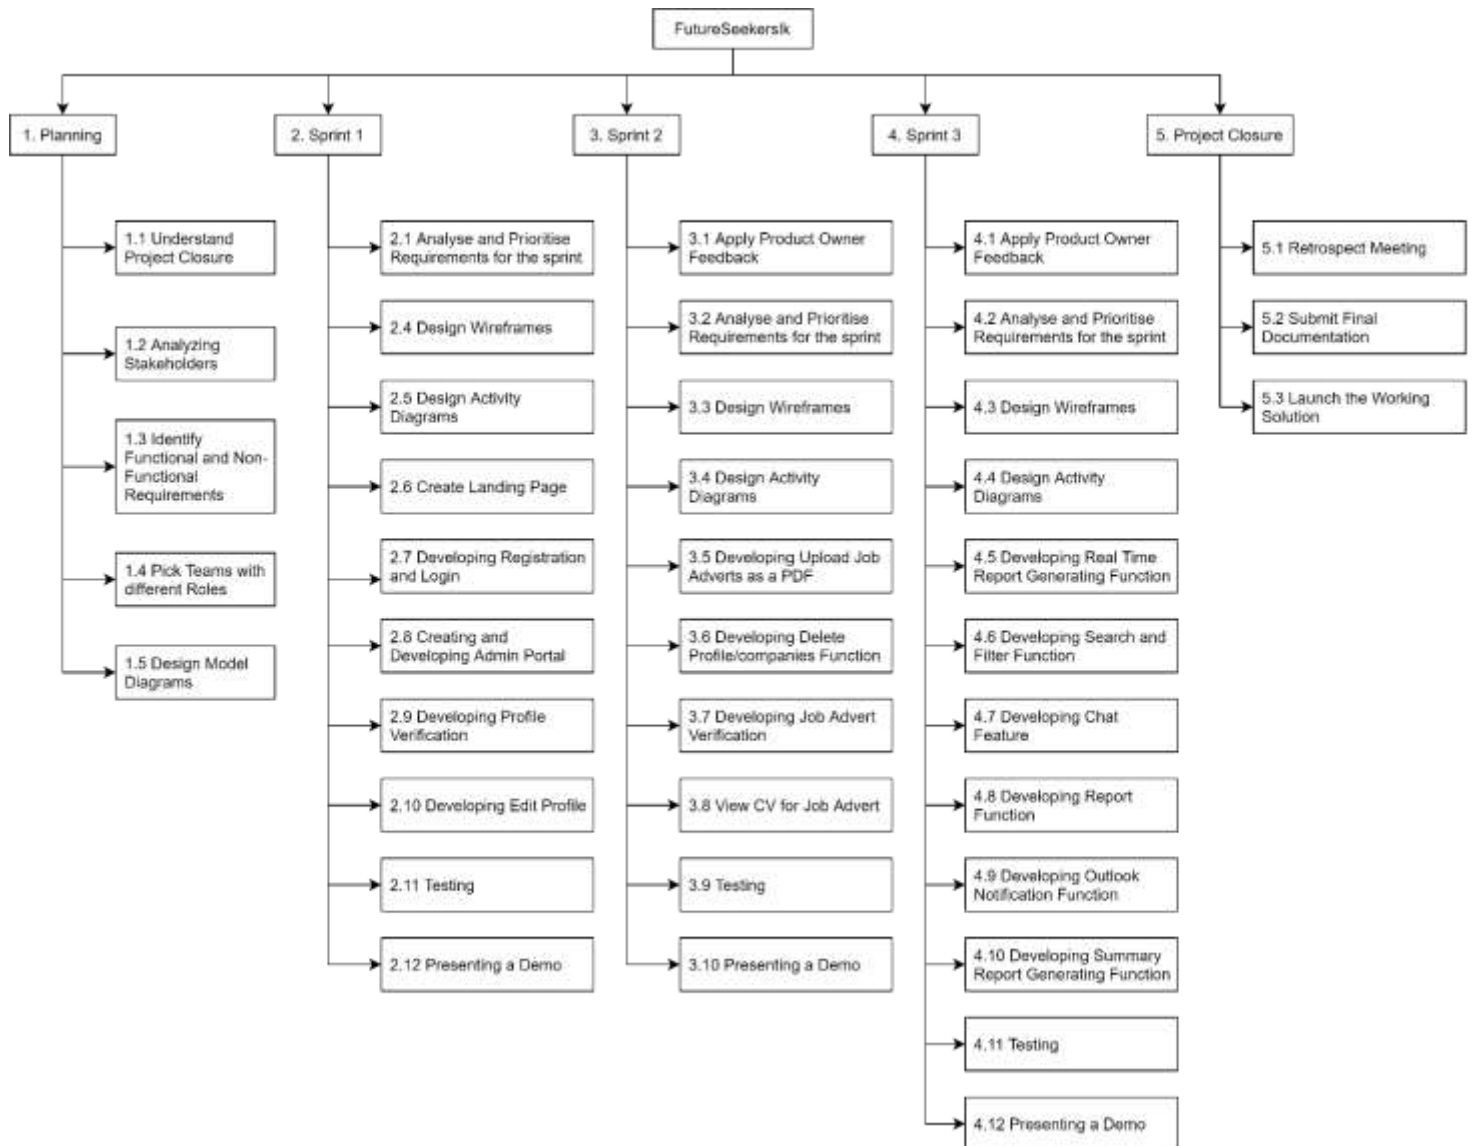 FutureSeekerslk
1. Planning
2. Sprint 1
3. Sprint 2
4. Sprint 3
5. Project Closure
1.1 Understand
Project Closure
1.2 Analyzing
Stakeholders
1.3 Identify
Functional and Non-
Functional
Requirements
1.4 Pick Teams with
different Roles
1.5 Design Model
Diagrams
2.1 Analyse and Prioritise
Requirements for the sprint
2.4 Design Wireframes
2.5 Design Activity
Diagrams
2.6 Create Landing Page
2.7 Developing Registration
and Login
2.8 Creating and
Developing Admin Portal
2.9 Developing Profile
Verification
2.10 Developing Edit Profile
2.11 Testing
2.12 Presenting a Demo
3.1 Apply Product Owner
Feedback
3.2 Analyse and Prioritise
Requirements for the sprint
3.3 Design Wireframes
3.4 Design Activity
Diagrams
3.5 Developing Upload Job
Adverts as a PDF
3.6 Developing Delete
Profile/companies Function
3.7 Developing Job Advert
Verification
3.8 View CV for Job Advert
3.9 Testing
3.10 Presenting a Demo
4.1 Apply Product Owner
Feedback
4.2 Analyse and Prioritise
Requirements for the sprint
4.3 Design Wireframes
4.4 Design Activity
Diagrams
4.5 Developing Real Time
Report Generating Function
4.6 Developing Search and
Filter Function
4.7 Developing Chat
Feature
4.8 Developing Report
Function
4.9 Developing Outlook
Notification Function
4.10 Developing Summary
Report Generating Function
4.11 Testing
4.12 Presenting a Demo
5.1 Retrospect Meeting
5.2 Submit Final
Documentation
5.3 Launch the Working
Solution